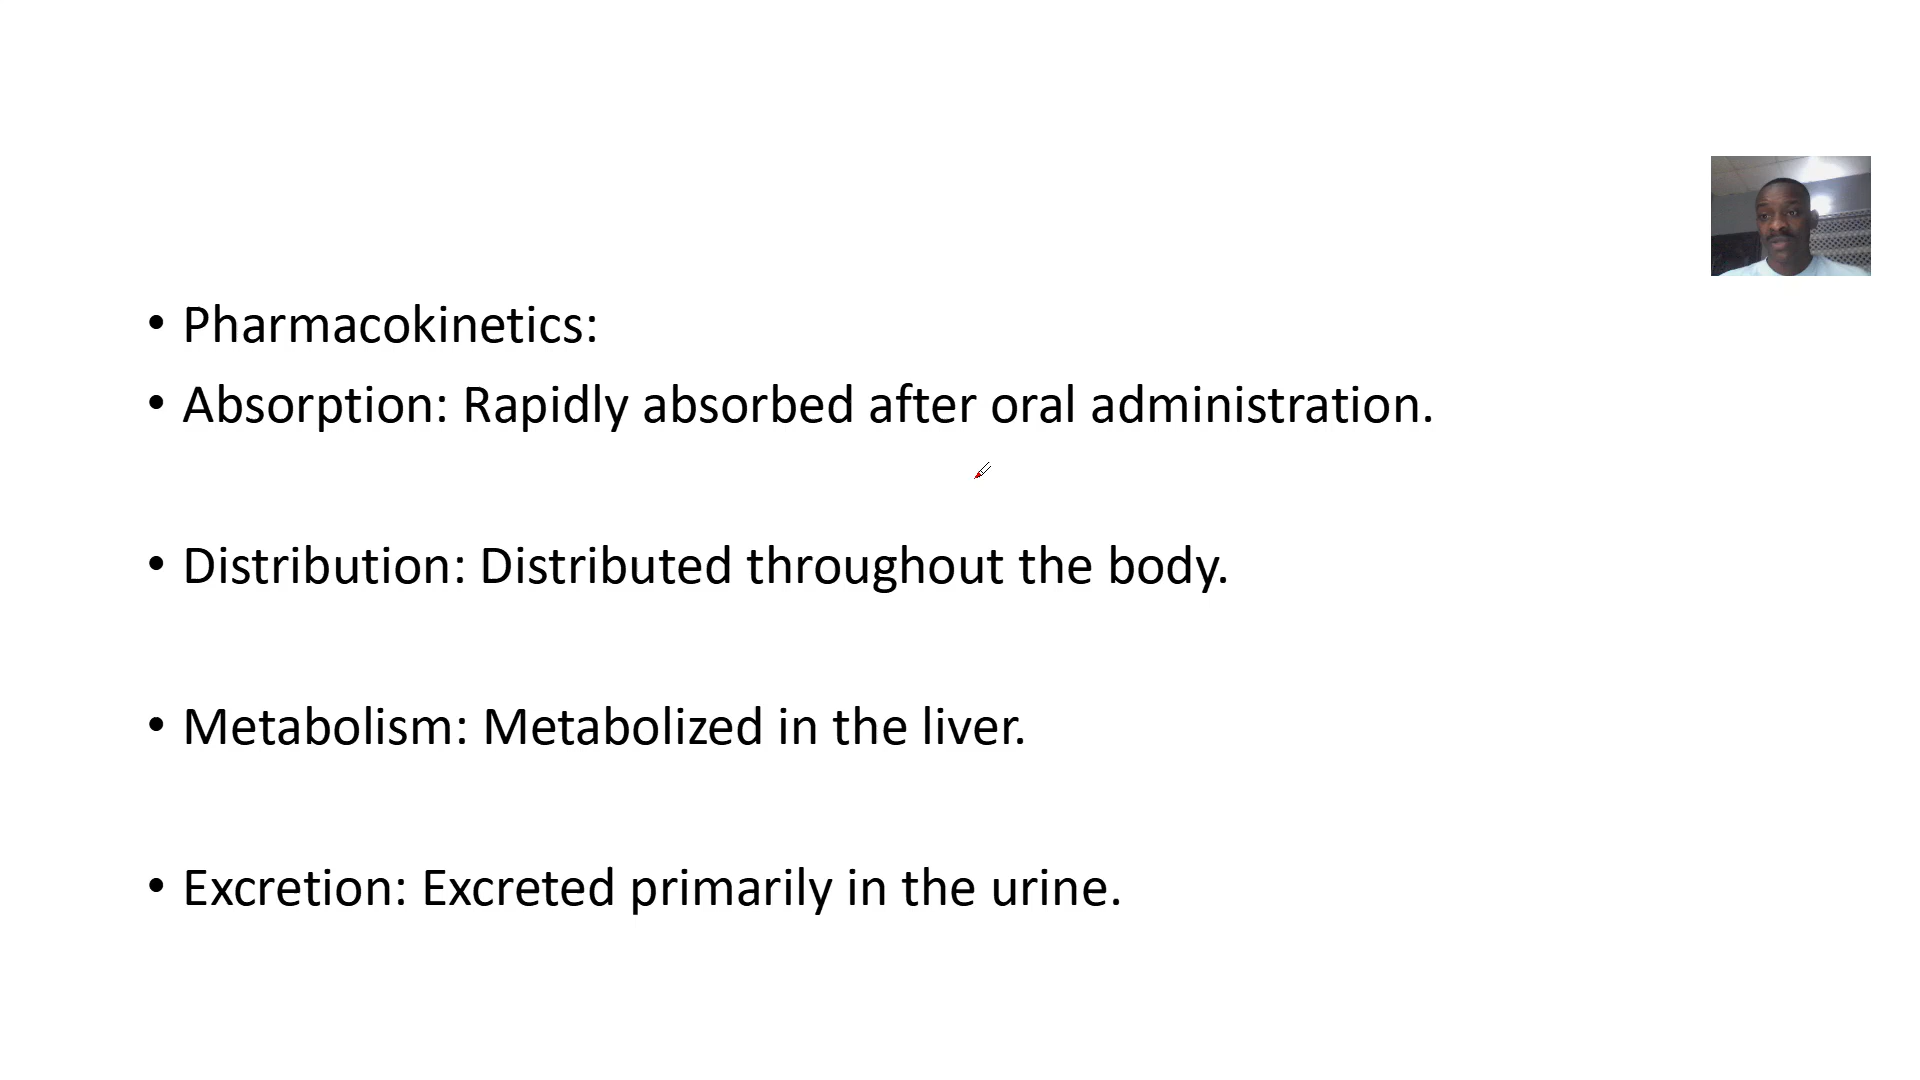 • Pharmacokinetics:
• Absorption: Rapidly absorbed after oral administration.
• Distribution: Distributed throughout the body.
• Metabolism: Metabolized in the liver.
• Excretion: Excreted primarily in the urine.